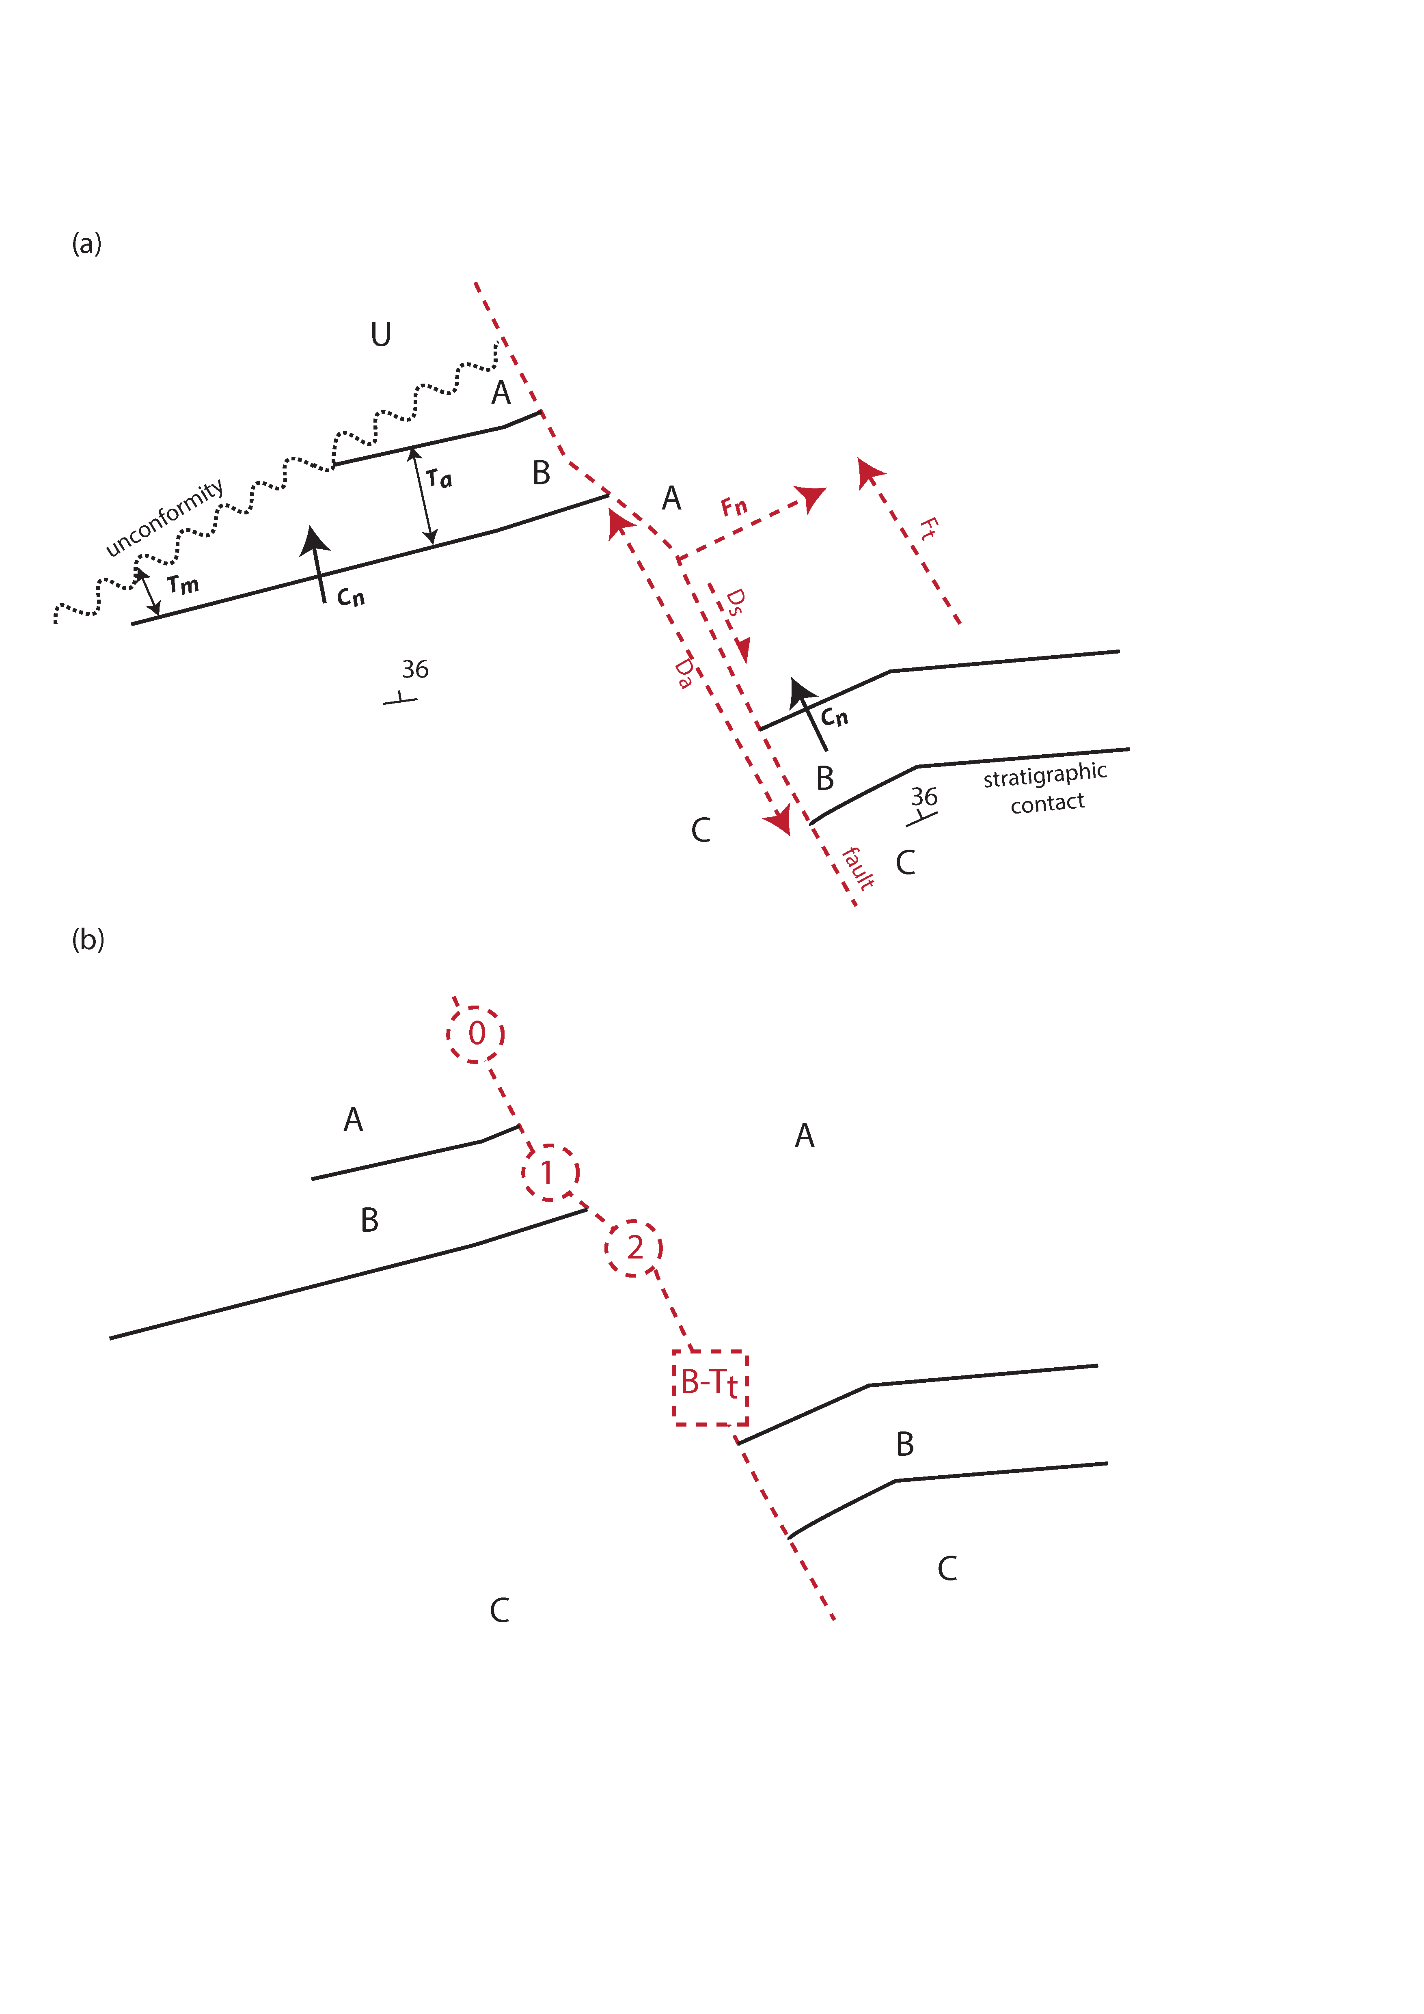 (a)
U
A
unconformity
Ta
B
A
Fn
Ft
Tm
Cn
Ds
Da
36
Cn
B
stratigraphic
contact
36
C
C
fault
(b)
0
A
A
1
B
2
B-Tt
B
C
C